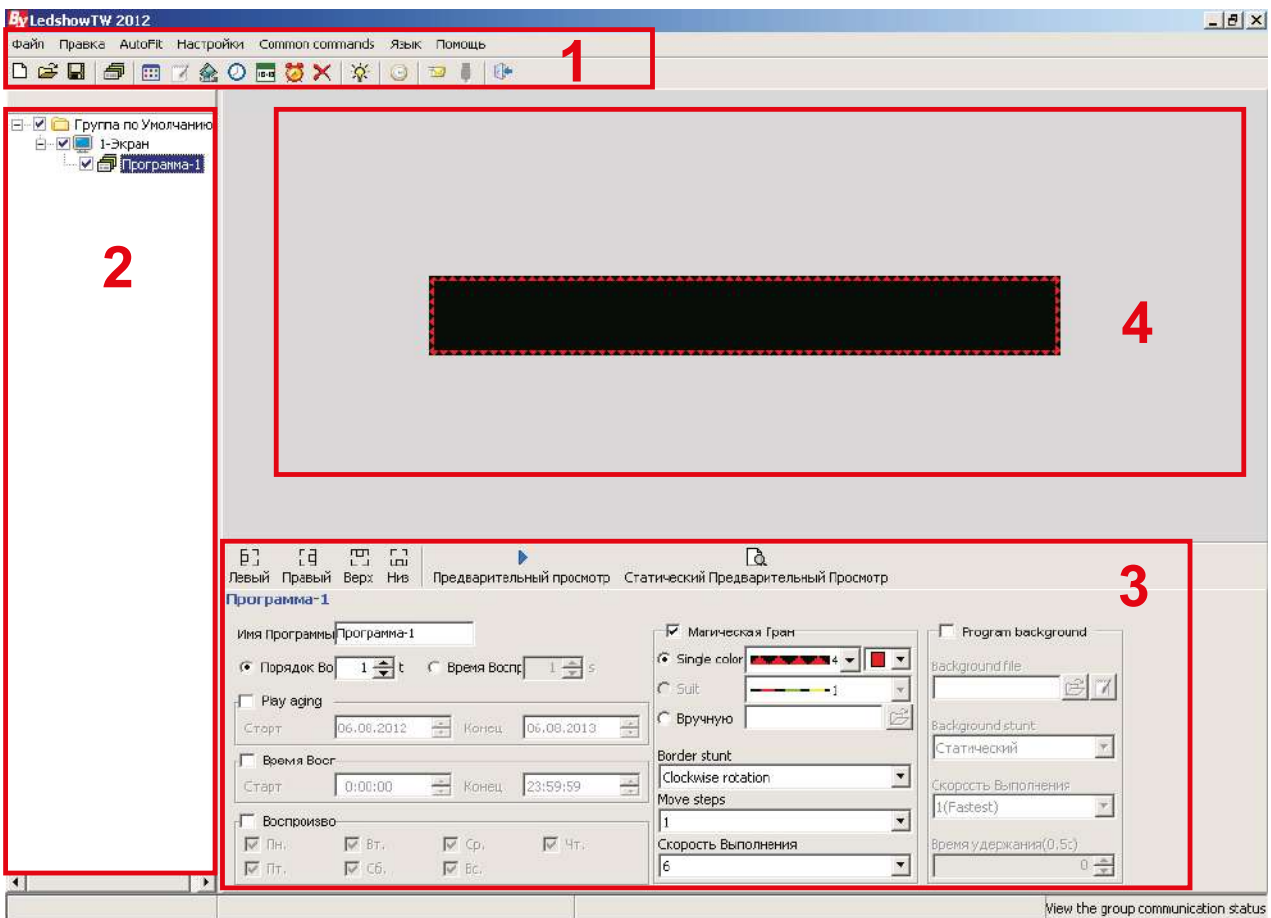 By LedshowTW 2012
Файл Правка AutoFit Настройки Common commands Язык Помощь
1
Группа по Умолчанию
1-Экран
Программа-1
2
4
Левый Правый Верх Низ Предварительный просмотр Статический Предварительный Просмотр
3
Программа-1
Имя Программы Программа-1
Порядок Во 1 t Время Воспр 1 s
Play aging
Старт 06.08.2012 Конец 06.08.2013
Время Восг
Старт 0:00:00 Конец 23:59:59
Воспроизво
Пн. Вт. Ср. Чт.
Пт. Сб. Вс.
Магическая Гран
Single color 4
Suit 1
Вручную
Border stunt
Clockwise rotation
Move steps
1
Скорость Выполнения
6
Program background
Background file
Background stunt
Статический
Скорость Выполнения
1(Fastest)
Время удержания(0,5с)
0
View the group communication status